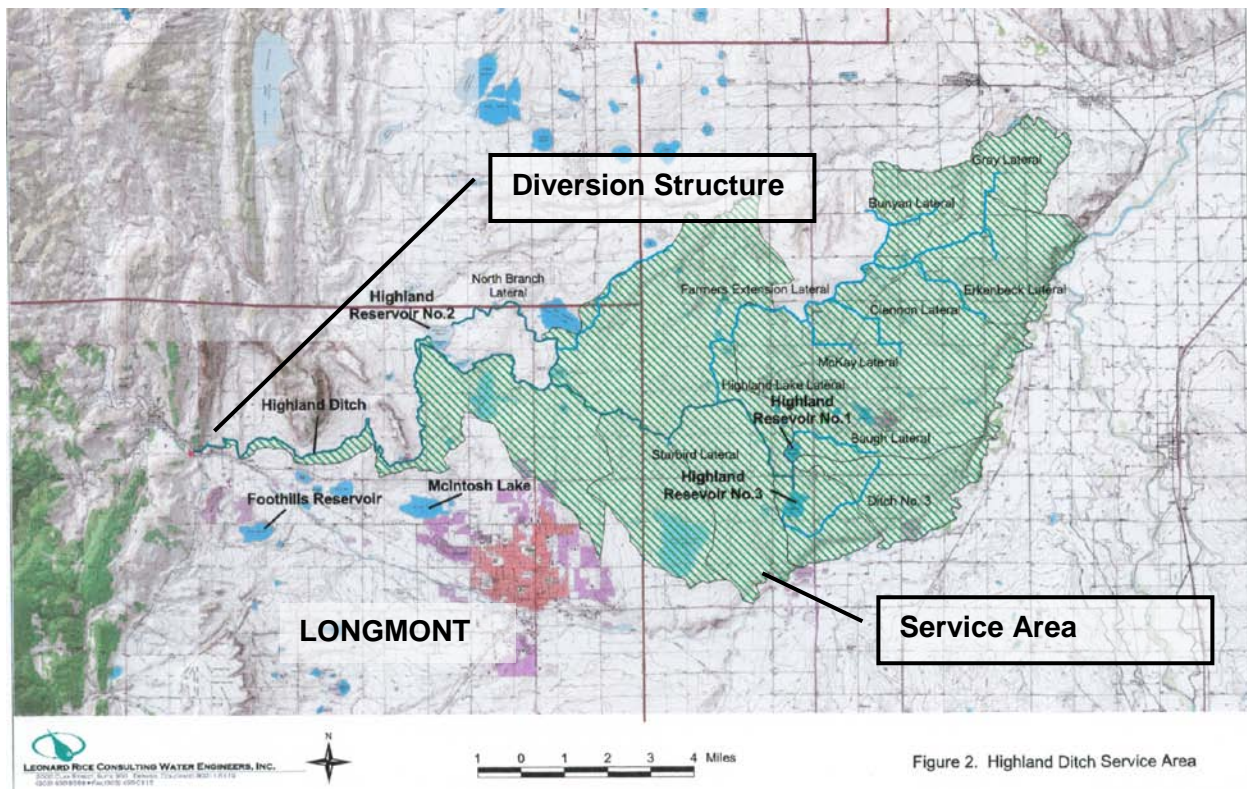 Diversion Structure
Gray Lateral
Bunyan Lateral
North Branch
Lateral
Farmers Extension Lateral
Erkenbeck Lateral
Highland
Reservoir No.2
Clennon Lateral
McKay Lateral
Highland Lake Lateral
Highland Ditch
Highland
Resevoir No.1
Baugh Lateral
Starbird Lateral
Highland
Resevoir No.3
McIntosh Lake
Foothills Reservoir
Ditch No. 3
LONGMONT
Service Area
LEONARD RICE CONSULTING WATER ENGINEERS, INC.
N
1 0 1 2 3 4 Miles
Figure 2. Highland Ditch Service Area